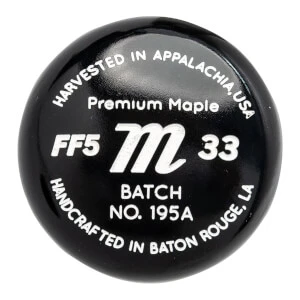 HARVESTED IN APPALACHIA, USA
Premium Maple
FF5 m 33
BATCH
NO. 195A
HANDCRAFTED IN BATON ROUGE, LA